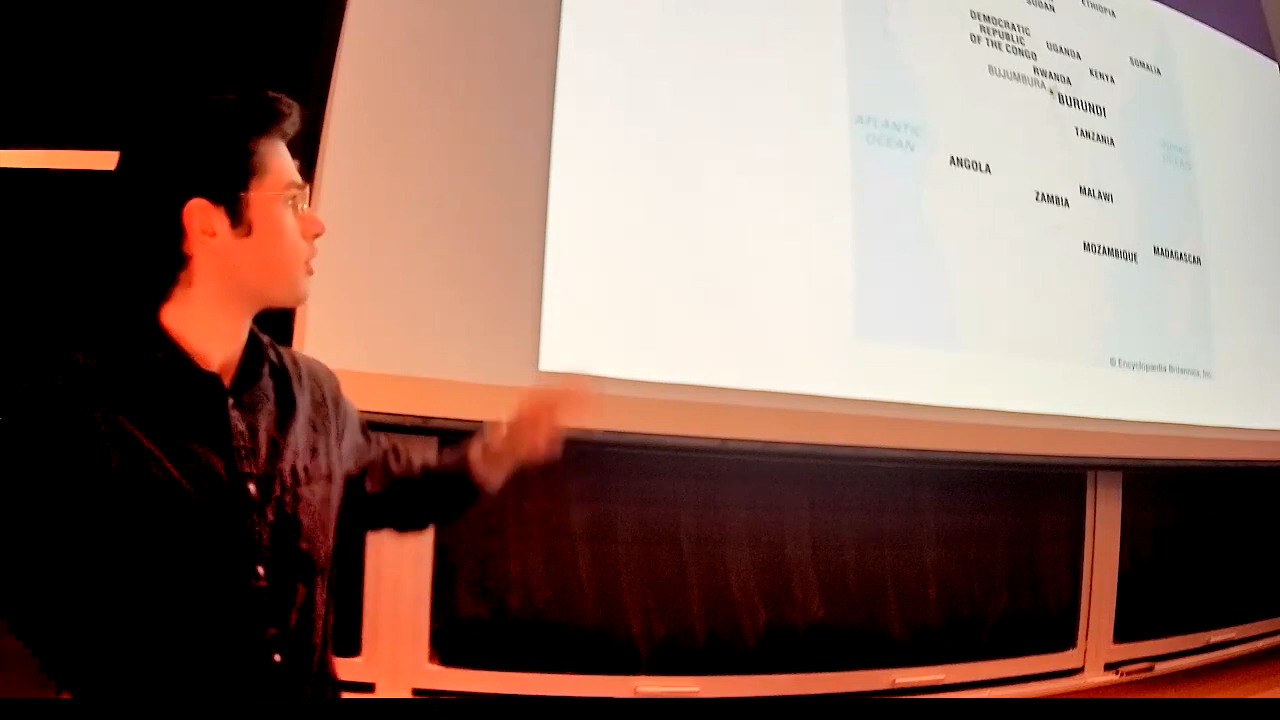 SUDAN
ETHIOPIA
DEMOCRATIC
REPUBLIC
OF THE CONGO
UGANDA
SOMALIA
RWANDA
KENYA
BUJUMBURA
BURUNDI
ATLANTIC
OCEAN
TANZANIA
OCEAN
ANGOLA
ZAMBIA
MALAWI
MOZAMBIQUE
MADAGASCAR
© Encyclopædia Britannica, Inc.